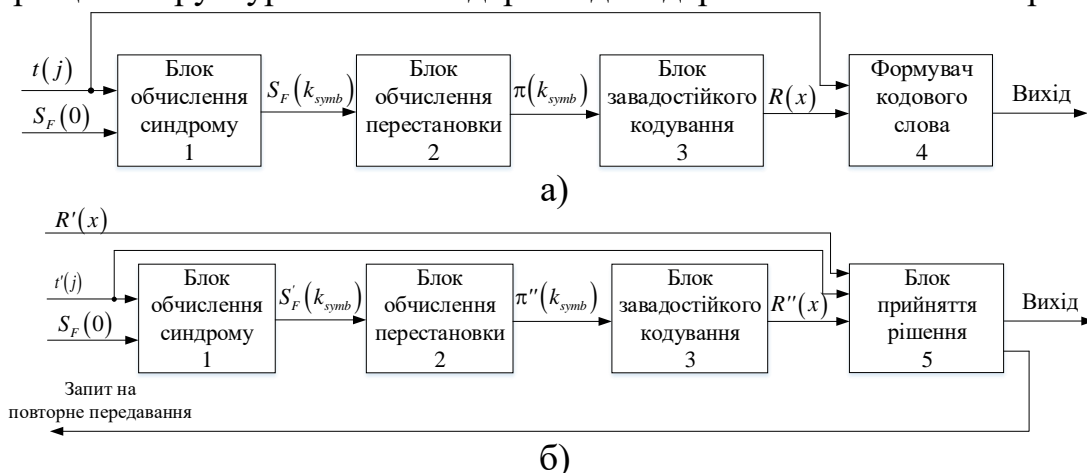 t(j)
S_F(0)
Блок
обчислення
синдрому
1
S_F(k_symb)
Блок
обчислення
перестановки
2
π(k_symb)
Блок
завадостійкого
кодування
3
R(x)
Формувач
кодового
слова
4
Вихід
а)
R'(x)
t'(j)
S_F(0)
Блок
обчислення
синдрому
1
S'_F(k_symb)
Блок
обчислення
перестановки
2
π''(k_symb)
Блок
завадостійкого
кодування
3
R''(x)
Блок
прийняття
рішення
5
Вихід
Запит на
повторне передавання
б)